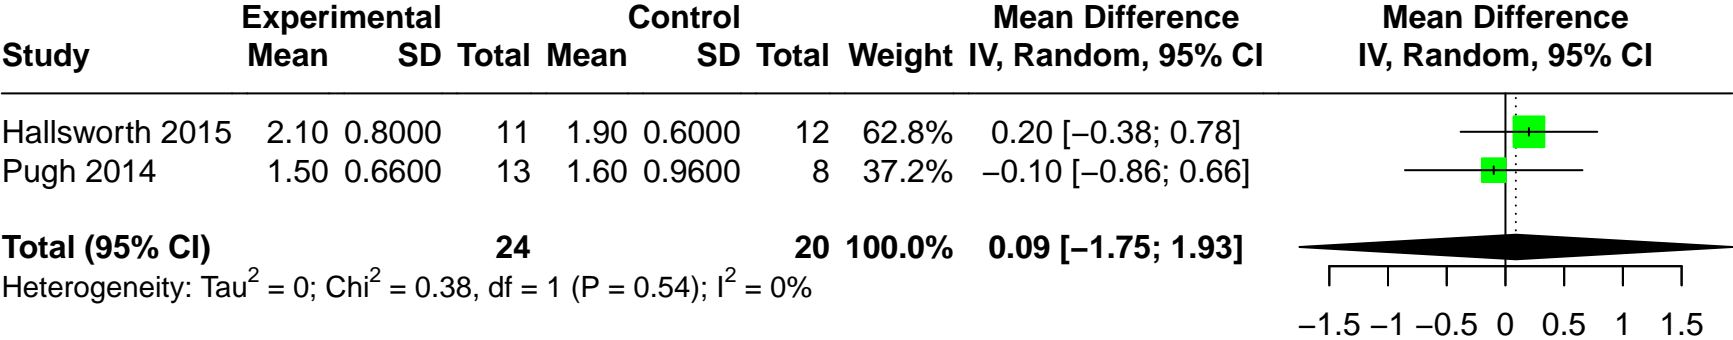 Experimental Control Mean Difference Mean Difference
Study Mean SD Total Mean SD Total Weight IV, Random, 95% CI IV, Random, 95% CI
Hallsworth 2015 2.10 0.8000 11 1.90 0.6000 12 62.8% 0.20 [−0.38; 0.78]
Pugh 2014 1.50 0.6600 13 1.60 0.9600 8 37.2% −0.10 [−0.86; 0.66]
Total (95% CI) 24 20 100.0% 0.09 [−1.75; 1.93]
Heterogeneity: Tau² = 0; Chi² = 0.38, df = 1 (P = 0.54); I² = 0%
−1.5 −1 −0.5 0 0.5 1 1.5